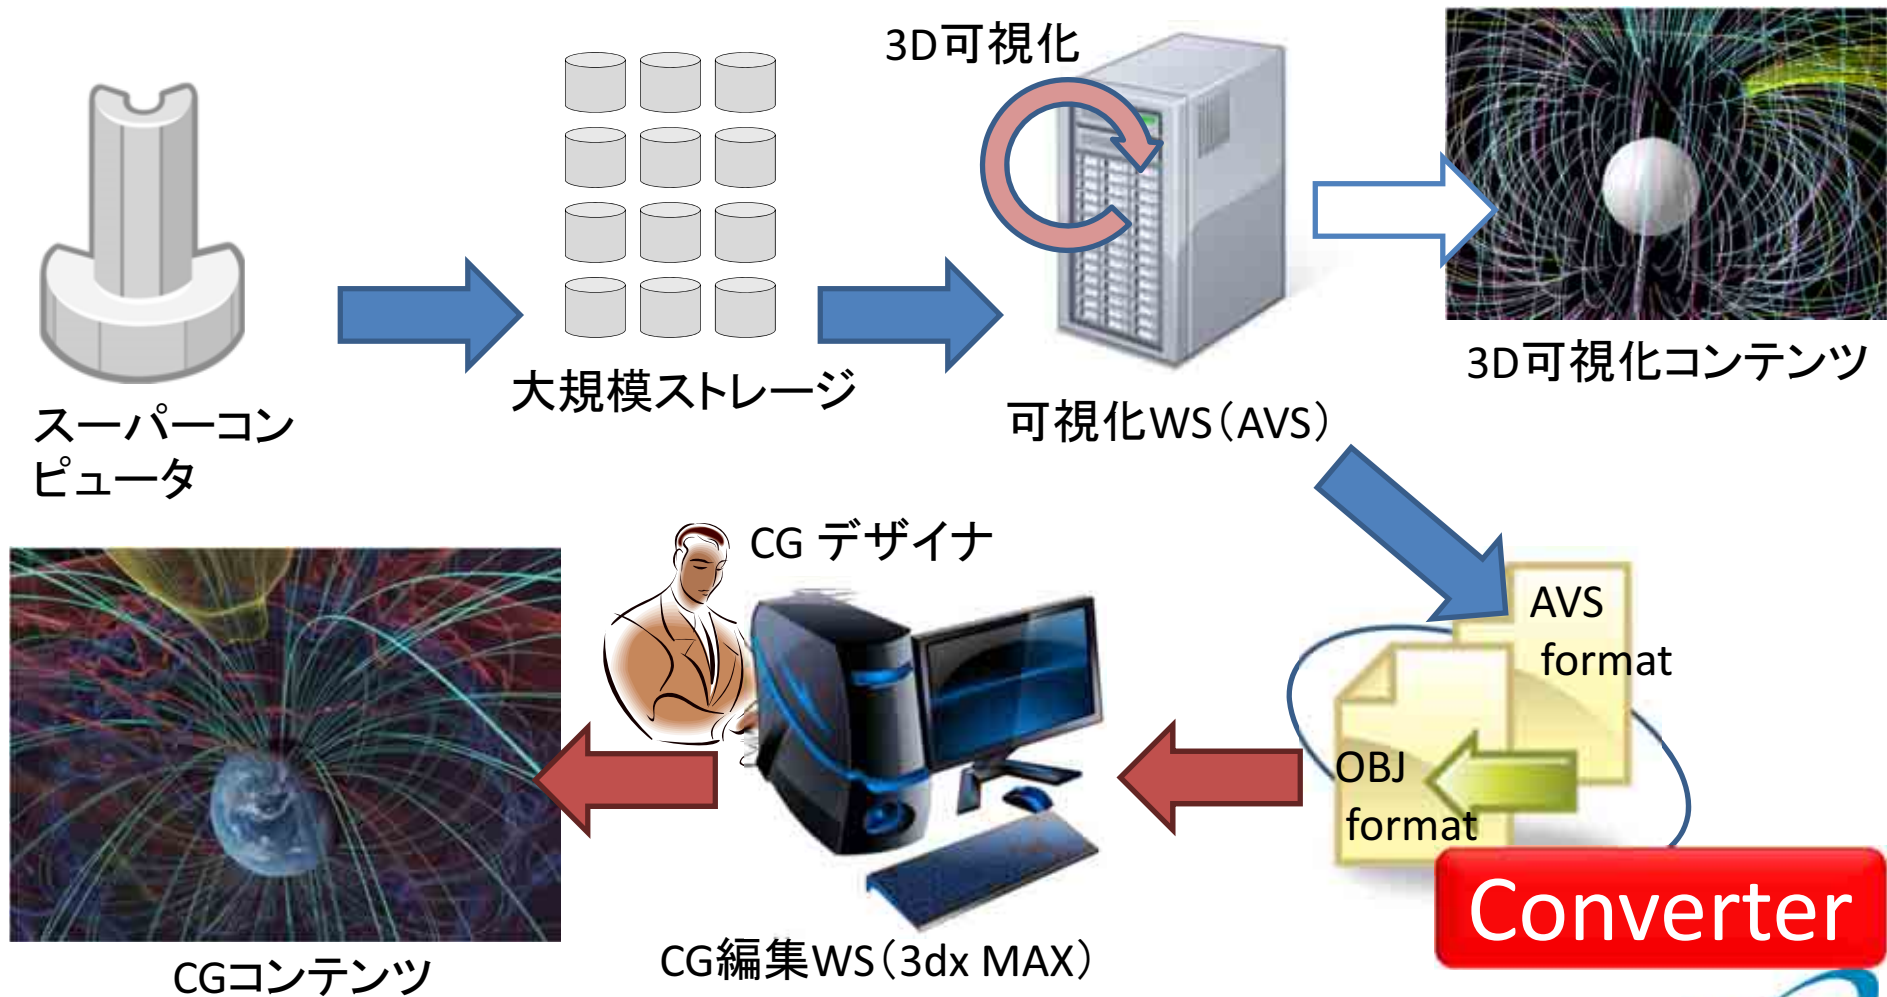 3D可視化
スーパーコン
ピュータ
大規模ストレージ
可視化WS（AVS）
3D可視化コンテンツ
AVS
format
OBJ
format
Converter
CG デザイナ
CG編集WS（3dx MAX）
CGコンテンツ